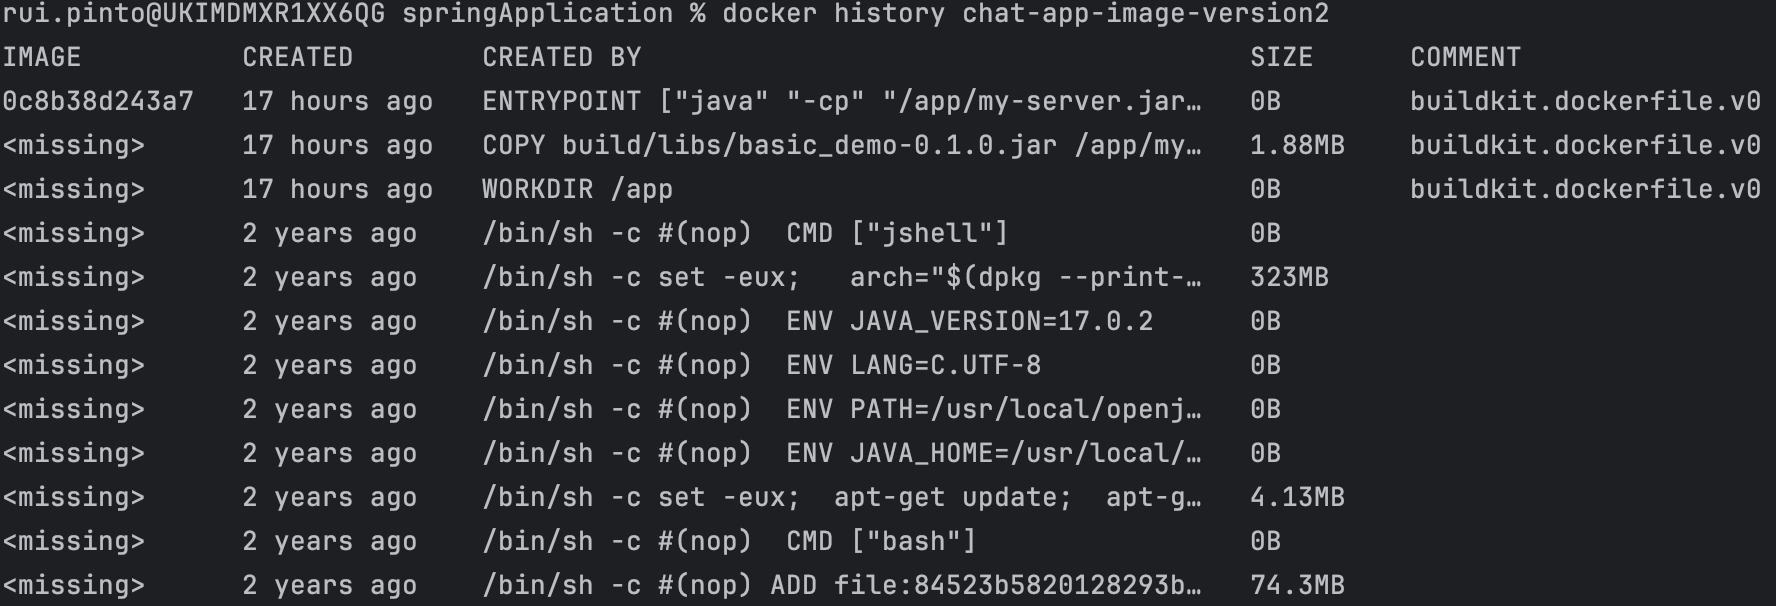 rui.pinto@UKIMDMXR1XX6QG springApplication % docker history chat-app-image-version2
IMAGE          CREATED         CREATED BY                                      SIZE      COMMENT
0c8b38d243a7   17 hours ago    ENTRYPOINT ["java" "-cp" "/app/my-server.jar…   0B        buildkit.dockerfile.v0
<missing>      17 hours ago    COPY build/libs/basic_demo-0.1.0.jar /app/my…   1.88MB    buildkit.dockerfile.v0
<missing>      17 hours ago    WORKDIR /app                                    0B        buildkit.dockerfile.v0
<missing>      2 years ago     /bin/sh -c #(nop)  CMD ["jshell"]               0B
<missing>      2 years ago     /bin/sh -c set -eux;   arch="$(dpkg --print-…   323MB
<missing>      2 years ago     /bin/sh -c #(nop)  ENV JAVA_VERSION=17.0.2      0B
<missing>      2 years ago     /bin/sh -c #(nop)  ENV LANG=C.UTF-8             0B
<missing>      2 years ago     /bin/sh -c #(nop)  ENV PATH=/usr/local/openj…   0B
<missing>      2 years ago     /bin/sh -c #(nop)  ENV JAVA_HOME=/usr/local/…   0B
<missing>      2 years ago     /bin/sh -c set -eux;  apt-get update;  apt-g…   4.13MB
<missing>      2 years ago     /bin/sh -c #(nop)  CMD ["bash"]                 0B
<missing>      2 years ago     /bin/sh -c #(nop) ADD file:84523b5820128293b…   74.3MB